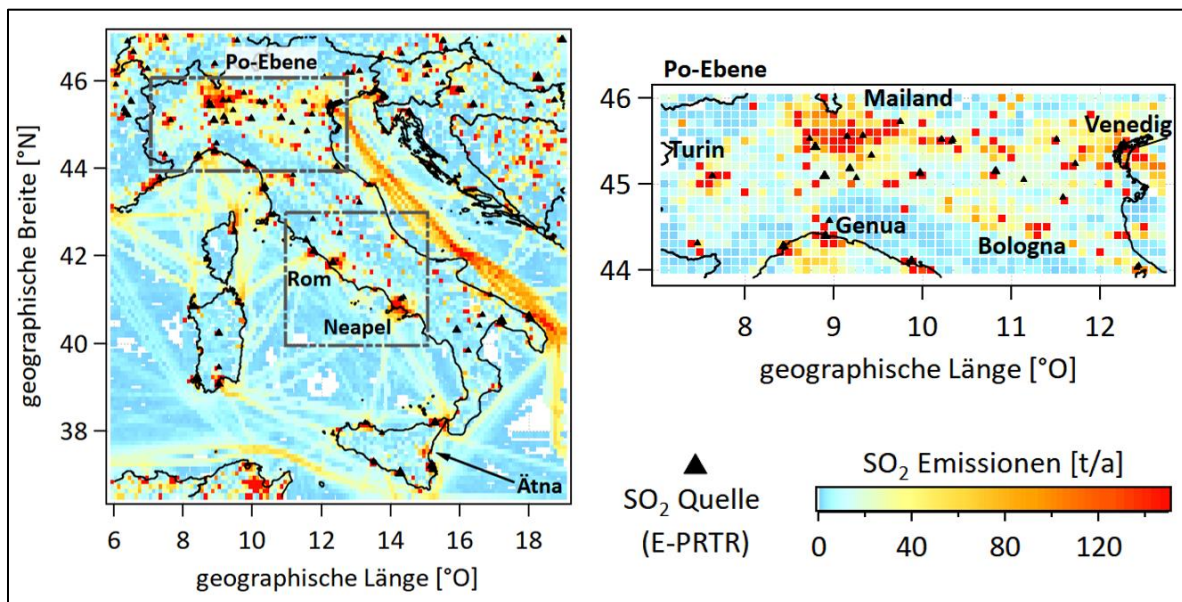 Po-Ebene
Rom
Neapel
Ätna
46
44
42
40
38
geographische Breite [°N]
6 8 10 12 14 16 18
geographische Länge [°O]
Po-Ebene
46
45
44
Mailand
Venedig
Turin
Genua
Bologna
8 9 10 11 12
geographische Länge [°O]
SO₂ Quelle
(E-PRTR)
SO₂ Emissionen [t/a]
0 40 80 120